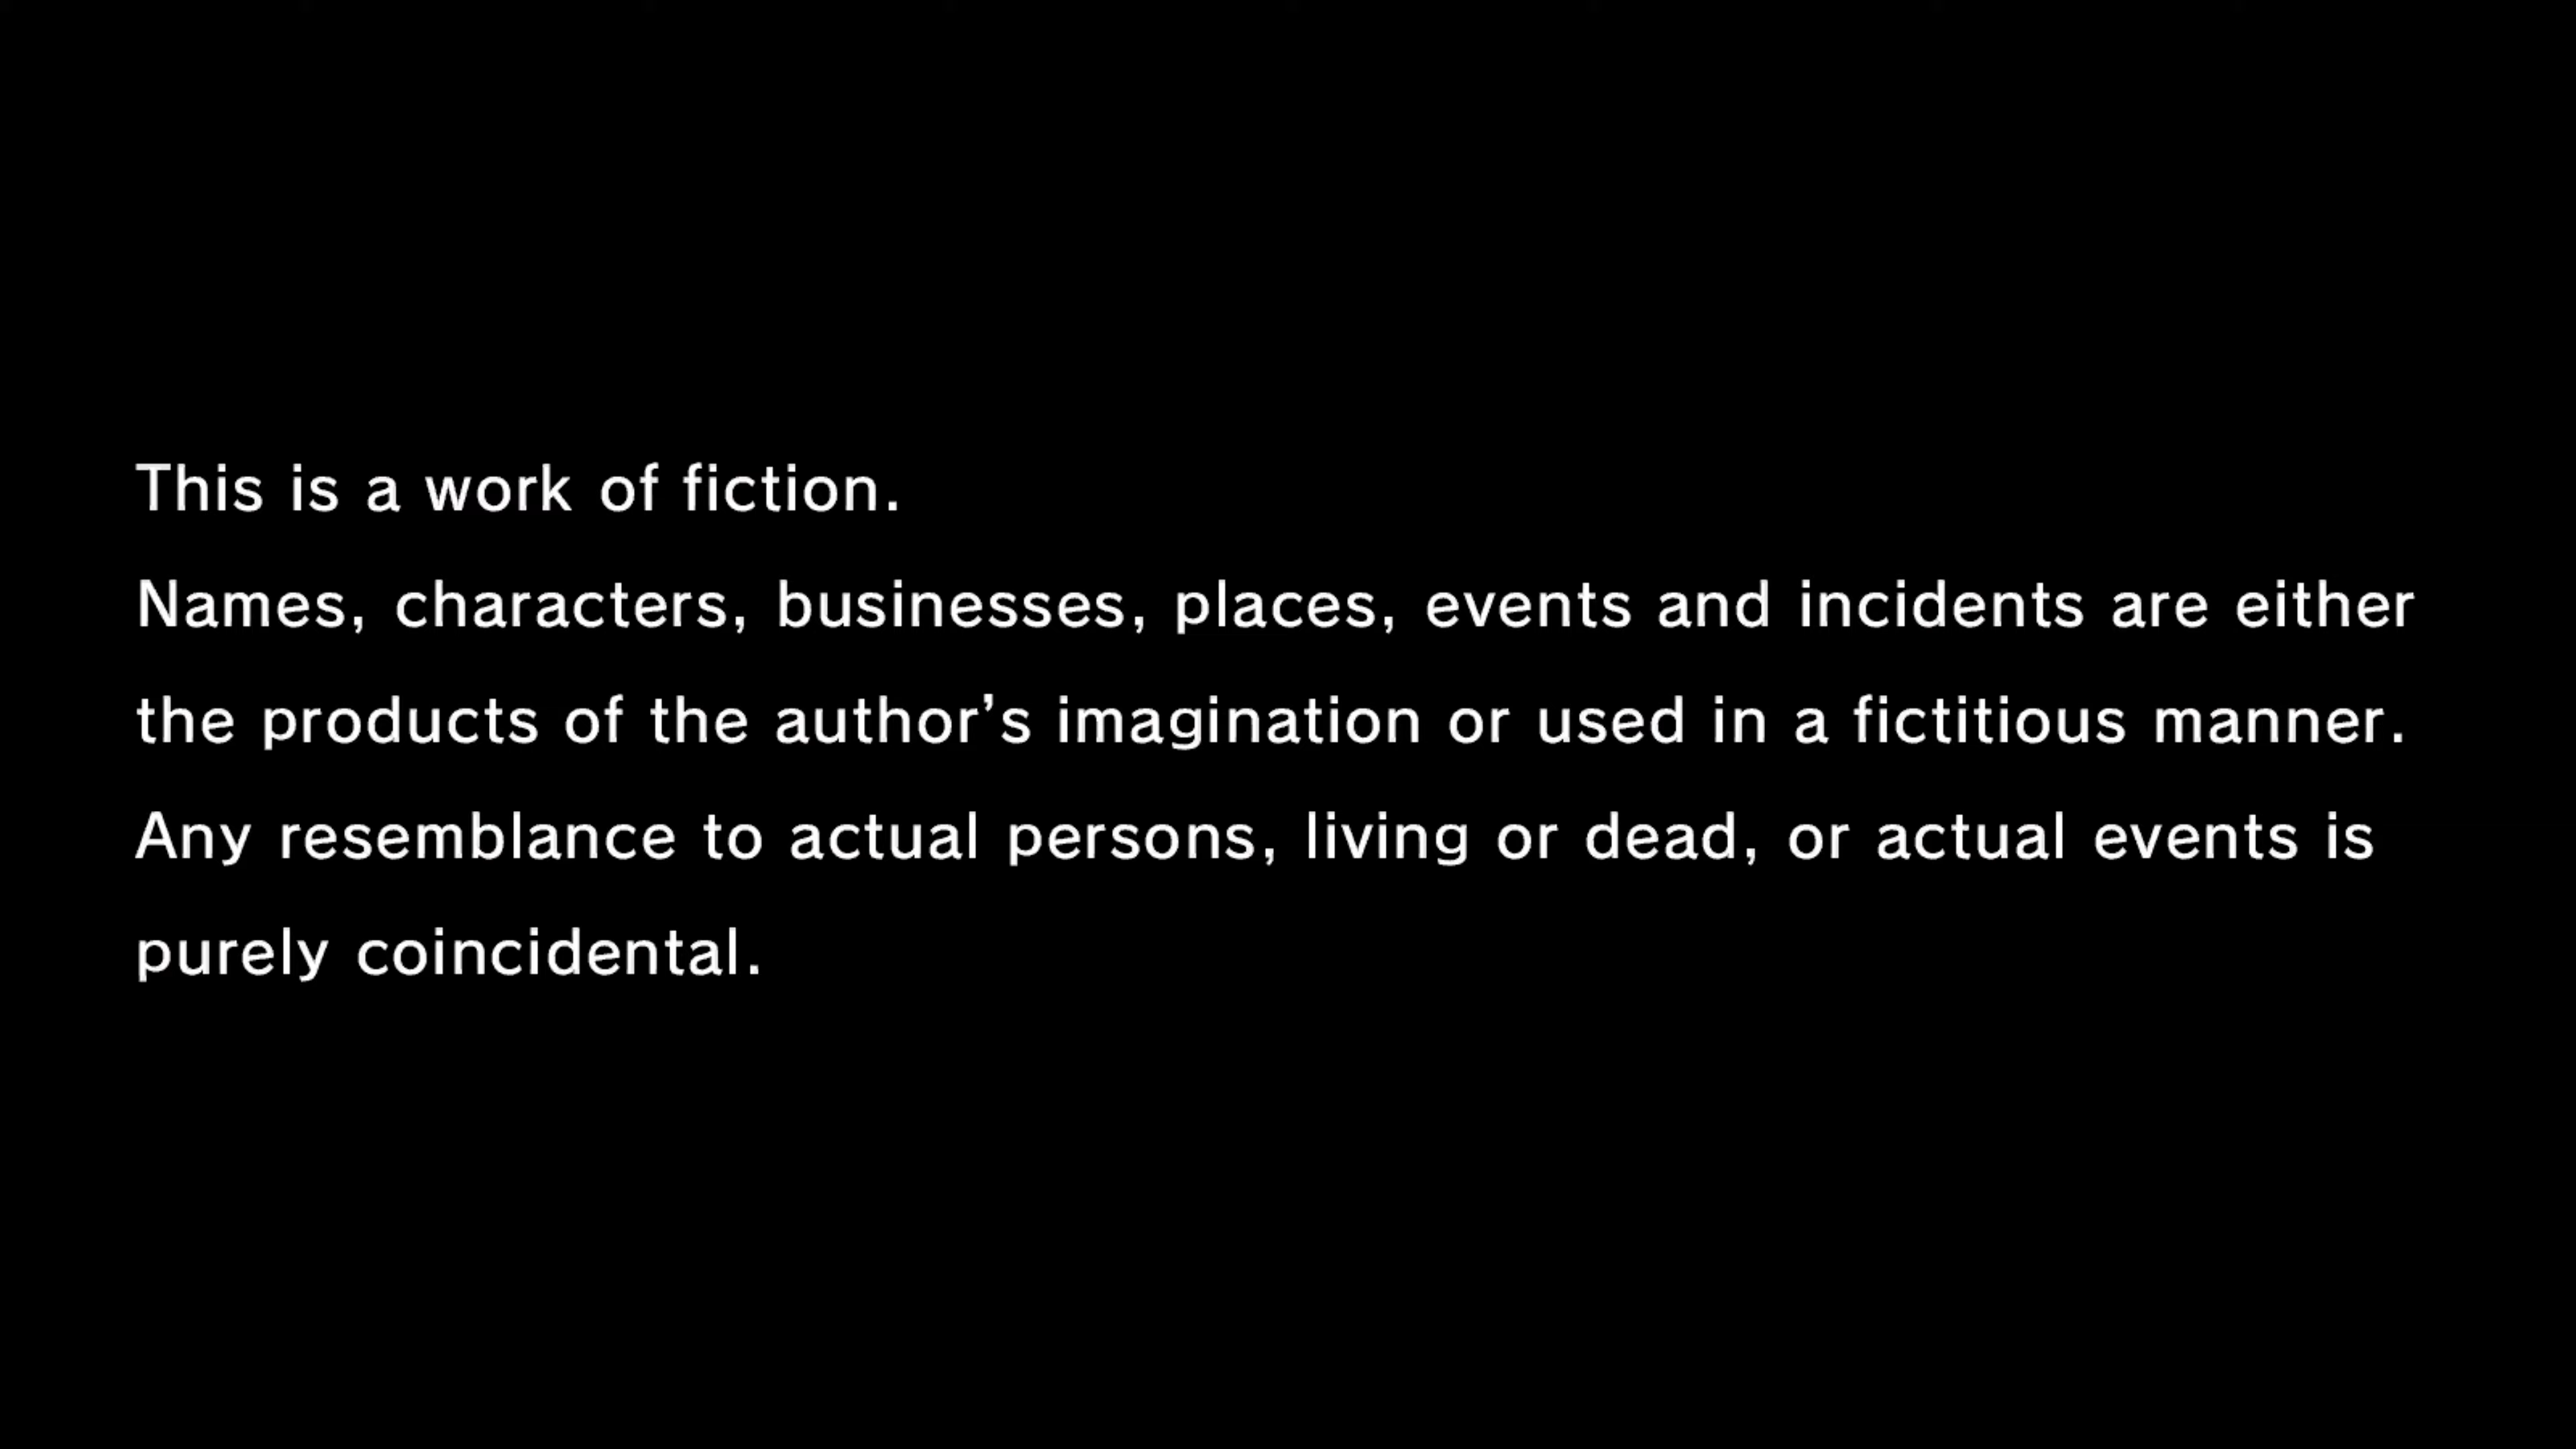 This is a work of fiction.
Names, characters, businesses, places, events and incidents are either
the products of the author’s imagination or used in a fictitious manner.
Any resemblance to actual persons, living or dead, or actual events is
purely coincidental.